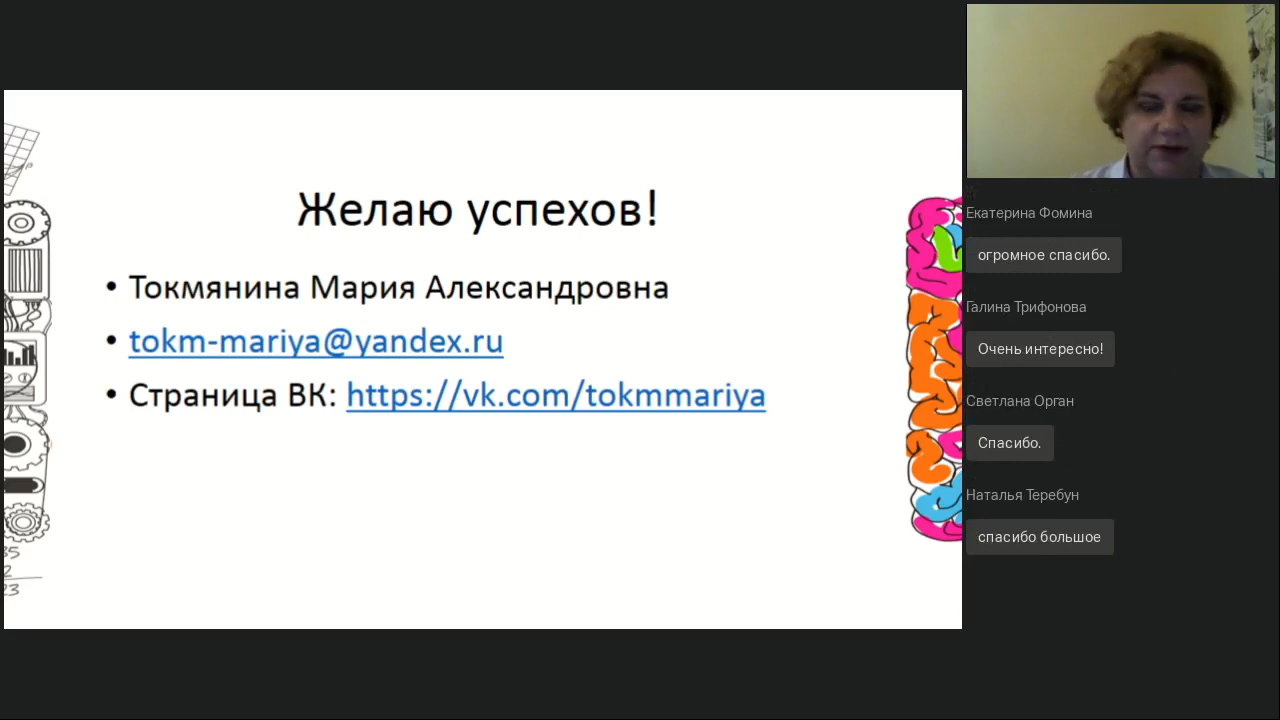 Желаю успехов!
• Токмянина Мария Александровна
• tokm-mariya@yandex.ru
• Страница ВК: https://vk.com/tokmmariya
Екатерина Фомина
огромное спасибо.
Галина Трифонова
Очень интересно!
Светлана Орган
Спасибо.
Наталья Теребун
спасибо большое